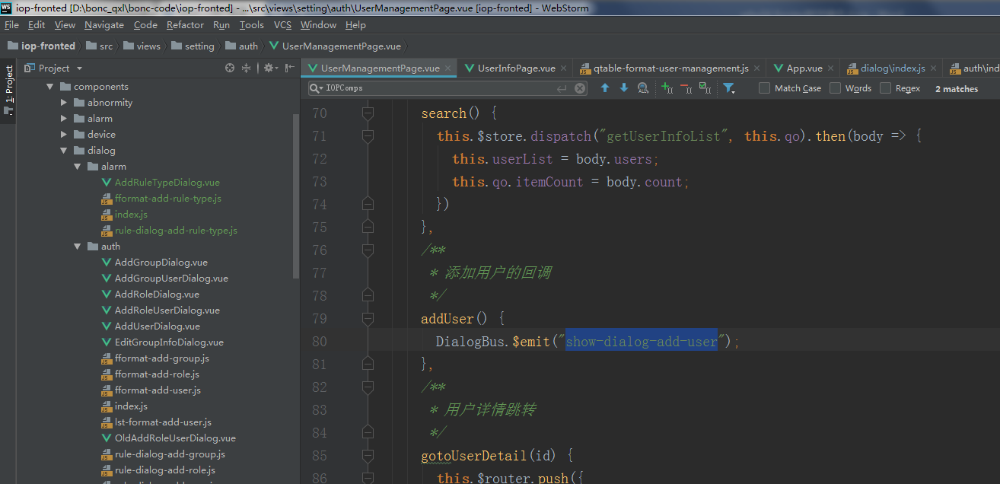 WS iop-fronted [D:\bonc_qxl\bonc-code\iop-fronted] - ...\src\views\setting\auth\UserManagementPage.vue [iop-fronted] - WebStorm
File Edit View Navigate Code Refactor Run Tools VCS Window Help
iop-fronted src views setting auth UserManagementPage.vue
1: Project
Project
components
abnormity
alarm
device
dialog
alarm
AddRuleTypeDialog.vue
fformat-add-rule-type.js
index.js
rule-dialog-add-rule-type.js
auth
AddGroupDialog.vue
AddGroupUserDialog.vue
AddRoleDialog.vue
AddRoleUserDialog.vue
AddUserDialog.vue
EditGroupInfoDialog.vue
fformat-add-group.js
fformat-add-role.js
fformat-add-user.js
index.js
lst-format-add-user.js
OldAddRoleUserDialog.vue
rule-dialog-add-group.js
rule-dialog-add-role.js
UserManagementPage.vue UserInfoPage.vue qtable-format-user-management.js App.vue dialog\index.js auth\ind
IOPComps Match Case Words Regex 2 matches
70 search() {
71 this.$store.dispatch("getUserInfoList", this.qo).then(body => {
72 this.userList = body.users;
73 this.qo.itemCount = body.count;
74 })
75 },
76 /**
77 * 添加用户的回调
78 */
79 addUser() {
80 DialogBus.$emit("show-dialog-add-user");
81 },
82 /**
83 * 用户详情跳转
84 */
85 gotoUserDetail(id) {
86 this.$router.push({